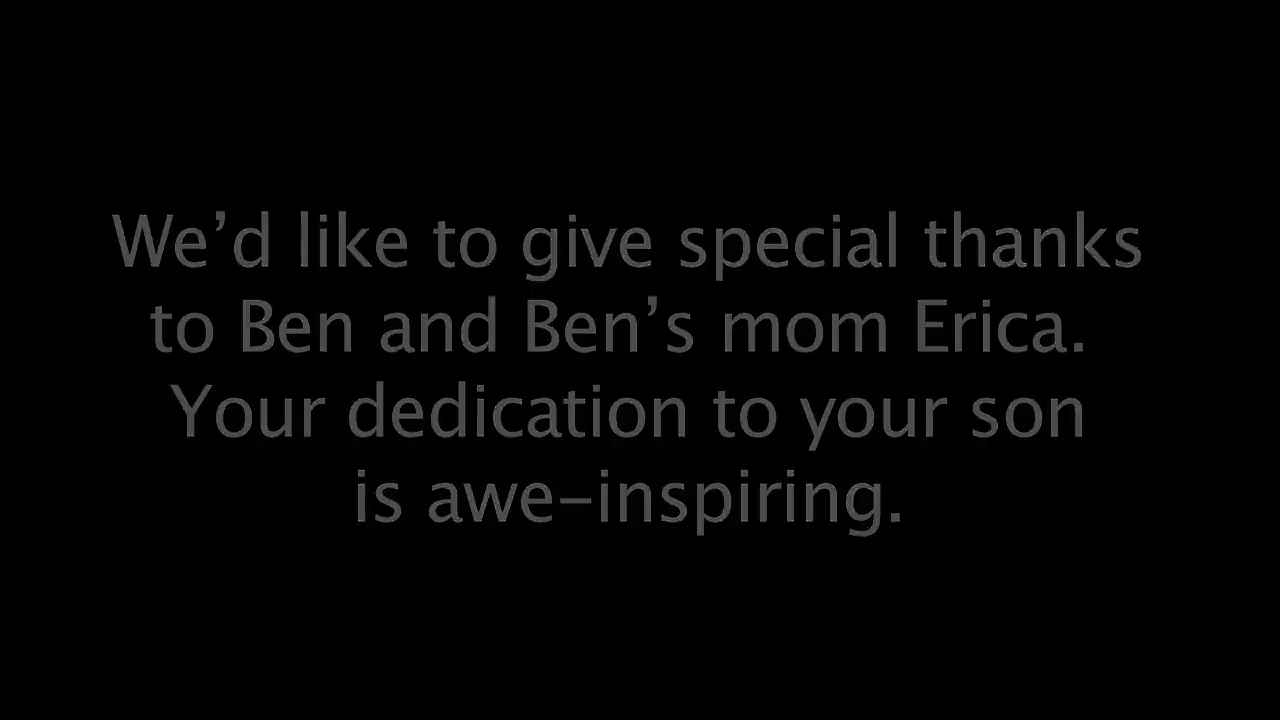 We’d like to give special thanks
to Ben and Ben’s mom Erica.
Your dedication to your son
is awe-inspiring.